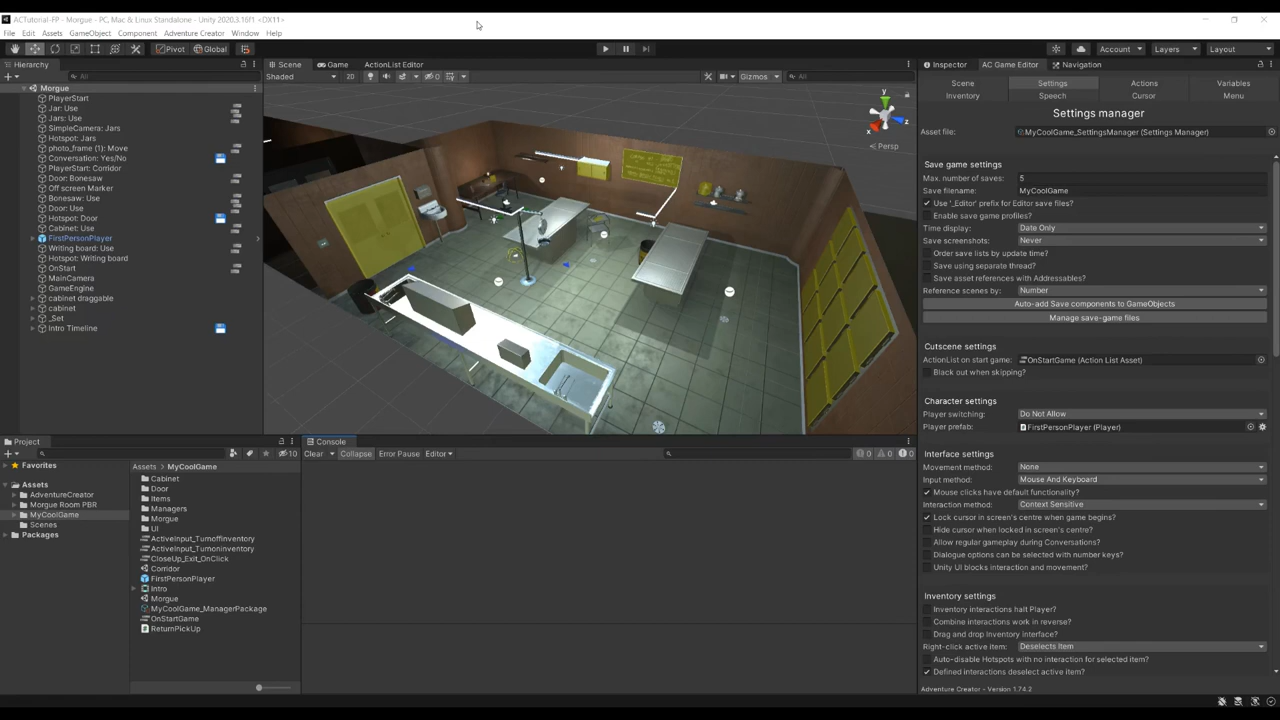 ACTutorial-FP - Morgue - PC, Mac & Linux Standalone - Unity 2020.3.16f1 <DX11>
File Edit Assets GameObject Component Adventure Creator Window Help
Pivot Global Account Layers Layout
Hierarchy
All
Morgue
PlayerStart
Jar: Use
Jars: Use
SimpleCamera: Jars
Hotspot: Jars
photo_frame (1): Move
Conversation: Yes/No
PlayerStart: Corridor
Door: Bonesaw
Off screen Marker
Bonesaw: Use
Door: Use
Hotspot: Door
Cabinet: Use
FirstPersonPlayer
Writing board: Use
Hotspot: Writing board
OnStart
MainCamera
GameEngine
cabinet draggable
cabinet
_Set
Intro Timeline
Scene Game ActionList Editor
Shaded 2D Gizmos All
y
x
z
Persp
Project
10
Favorites
Assets
AdventureCreator
Morgue Room PBR
MyCoolGame
Scenes
Packages
Assets > MyCoolGame
Cabinet
Door
Items
Managers
Morgue
UI
ActiveInput_Turnoffinventory
ActiveInput_Turnoninventory
CloseUp_Exit_OnClick
Corridor
FirstPersonPlayer
Intro
Morgue
MyCoolGame_ManagerPackage
OnStartGame
ReturnPickUp
Console
Clear Collapse Error Pause Editor
0 0 0
Inspector AC Game Editor Navigation
Scene Settings Actions Variables
Inventory Speech Cursor Menu
Settings manager
Asset file: MyCoolGame_SettingsManager (Settings Manager)
Save game settings
Max. number of saves: 5
Save filename: MyCoolGame
Use '_Editor' prefix for Editor save files?
Enable save game profiles?
Time display: Date Only
Save screenshots: Never
Order save lists by update time?
Save using separate thread?
Save asset references with Addressables?
Reference scenes by: Number
Auto-add Save components to GameObjects
Manage save-game files
Cutscene settings
ActionList on start game: OnStartGame (Action List Asset)
Black out when skipping?
Character settings
Player switching: Do Not Allow
Player prefab: FirstPersonPlayer (Player)
Interface settings
Movement method: None
Input method: Mouse And Keyboard
Mouse clicks have default functionality?
Interaction method: Context Sensitive
Lock cursor in screen's centre when game begins?
Hide cursor when locked in screen's centre?
Allow regular gameplay during Conversations?
Dialogue options can be selected with number keys?
Unity UI blocks interaction and movement?
Inventory settings
Inventory interactions halt Player?
Combine interactions work in reverse?
Drag and drop Inventory interface?
Right-click active item: Deselects Item
Auto-disable Hotspots with no interaction for selected item?
Defined interactions deselect active item?
Adventure Creator - Version 1.74.2